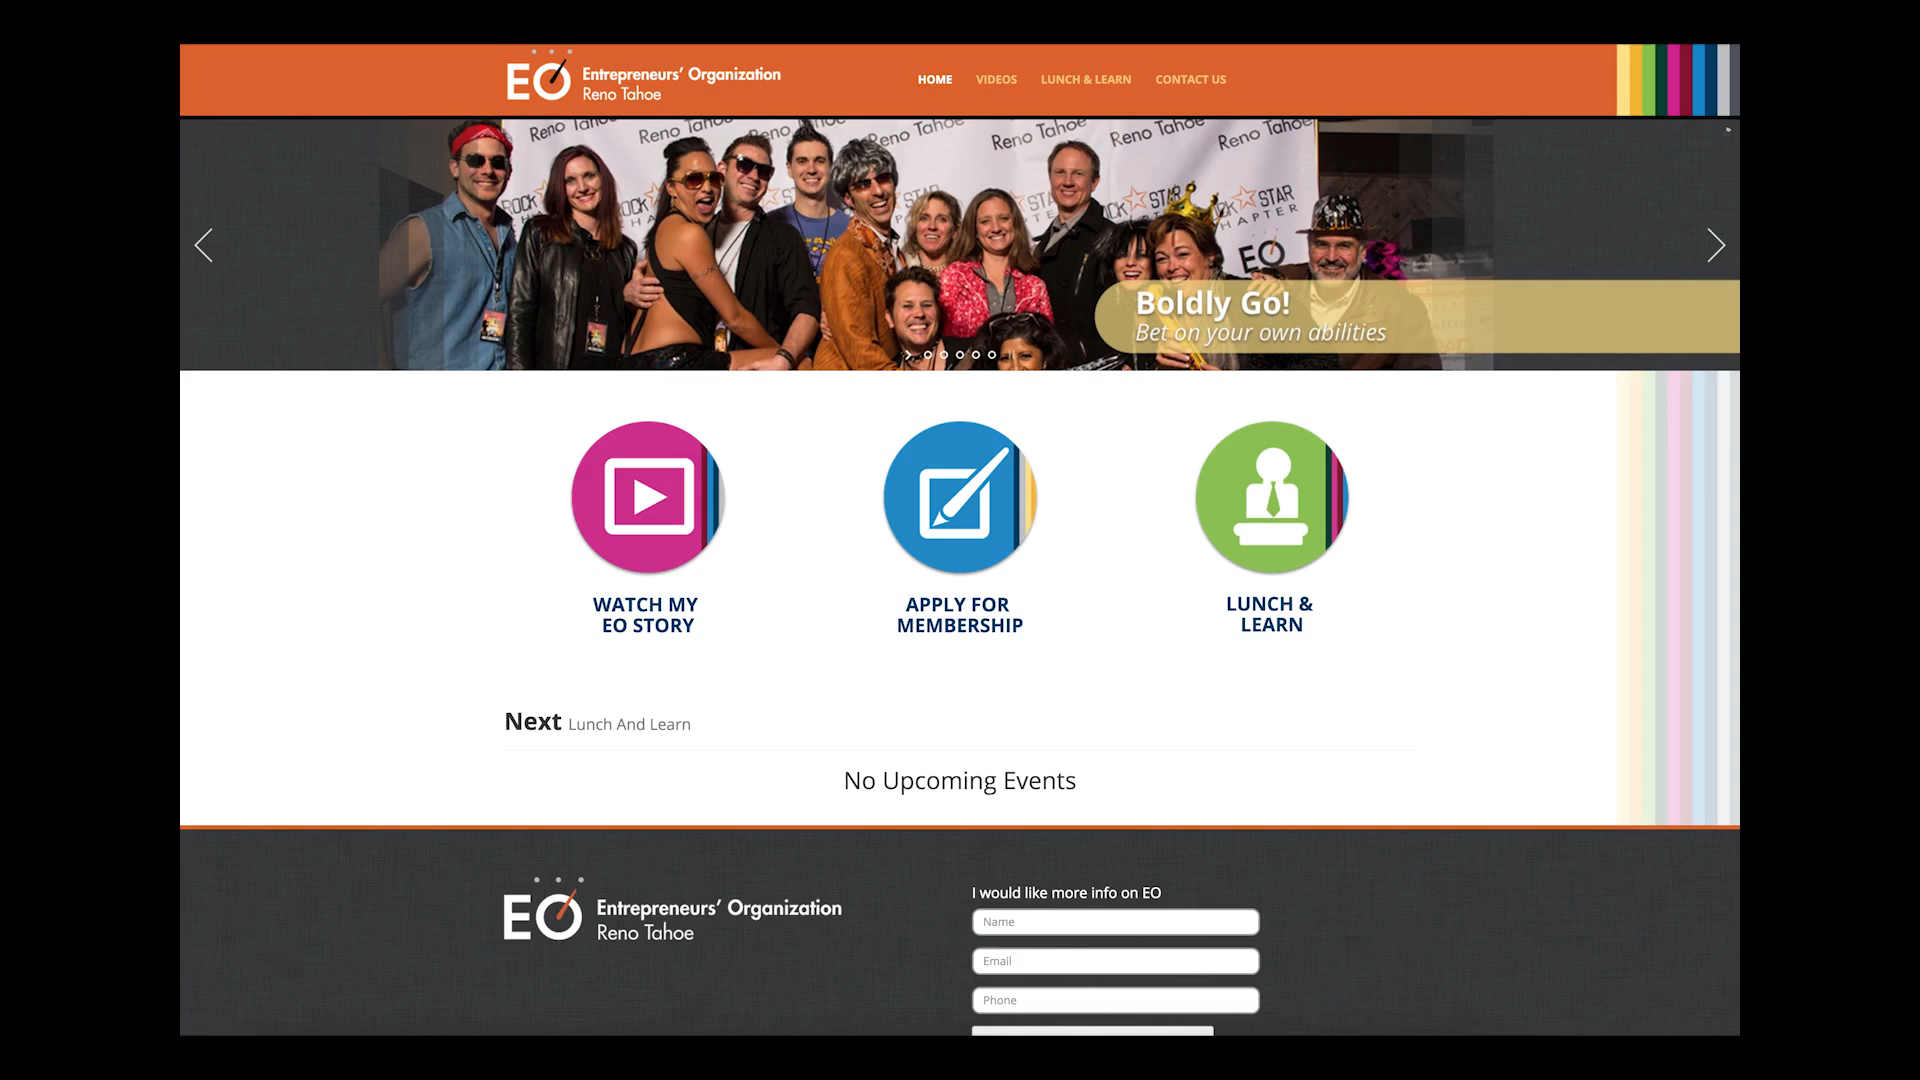 EO Entrepreneurs' Organization
Reno Tahoe
HOME VIDEOS LUNCH & LEARN CONTACT US
Reno Tahoe Reno Tahoe Reno Tahoe Reno Tahoe Reno Tahoe Reno Tahoe
ROCK STAR
CHAPTER
EO
Boldly Go!
Bet on your own abilities
WATCH MY
EO STORY
APPLY FOR
MEMBERSHIP
LUNCH &
LEARN
Next Lunch And Learn
No Upcoming Events
EO Entrepreneurs' Organization
Reno Tahoe
I would like more info on EO
Name
Email
Phone